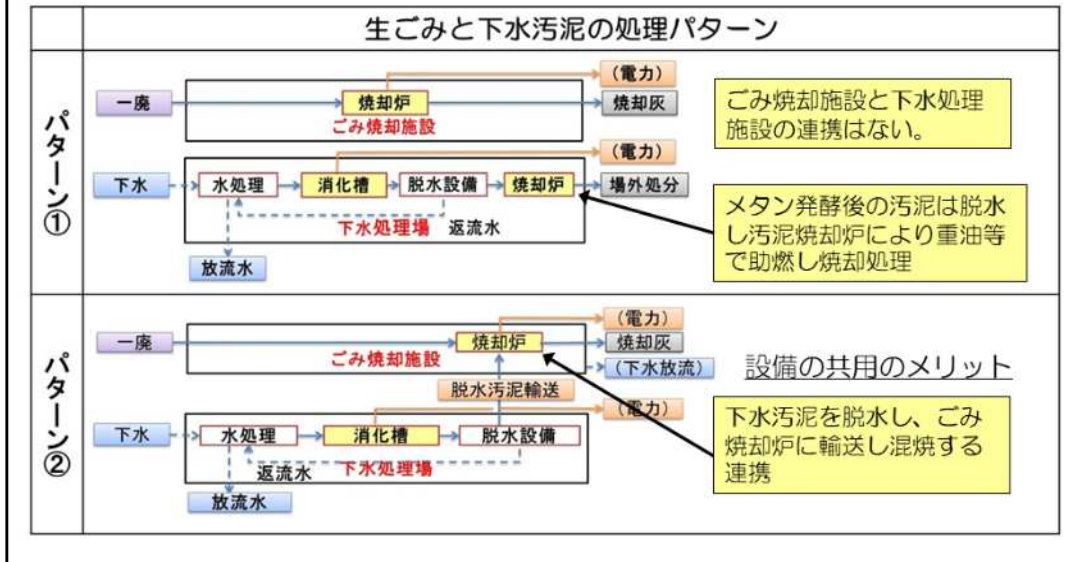 生ごみと下水汚泥の処理パターン
パターン①
一廃
焼却炉
ごみ焼却施設
(電力)
焼却灰
ごみ焼却施設と下水処理
施設の連携はない。
下水
水処理
消化槽
脱水設備
焼却炉
(電力)
場外処分
下水処理場
返流水
放流水
メタン発酵後の汚泥は脱水
し汚泥焼却炉により重油等
で助燃し焼却処理
パターン②
一廃
焼却炉
ごみ焼却施設
(電力)
焼却灰
(下水放流)
設備の共用のメリット
脱水汚泥輸送
下水
水処理
消化槽
脱水設備
(電力)
返流水
下水処理場
放流水
下水汚泥を脱水し、ごみ
焼却炉に輸送し混焼する
連携